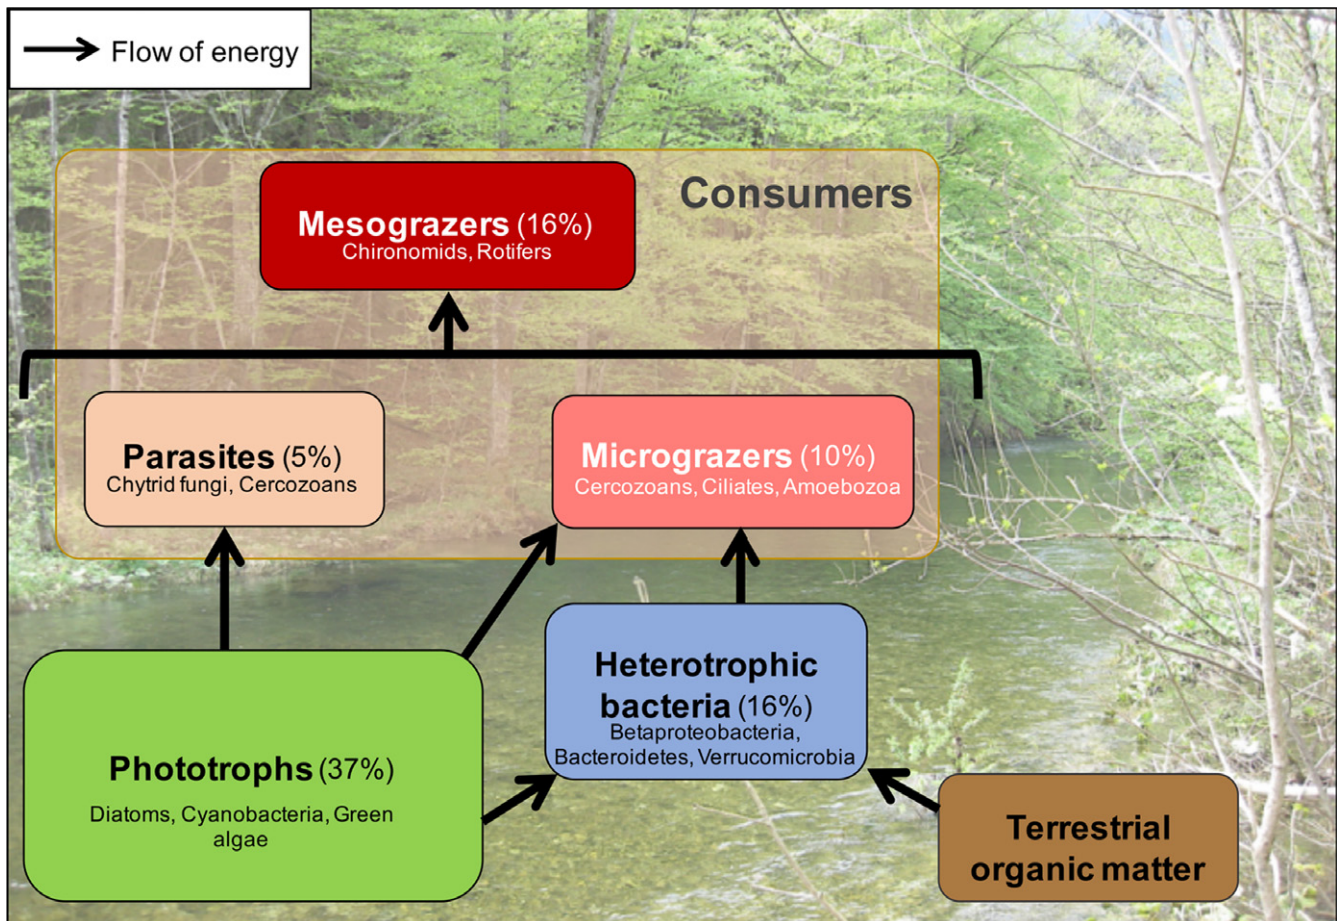 Flow of energy
Consumers
Mesograzers (16%)
Chironomids, Rotifers
Parasites (5%)
Chytrid fungi, Cercozoans
Micrograzers (10%)
Cercozoans, Ciliates, Amoebozoa
Heterotrophic
bacteria (16%)
Betaproteobacteria,
Bacteroidetes, Verrucomicrobia
Phototrophs (37%)
Diatoms, Cyanobacteria, Green
algae
Terrestrial
organic matter